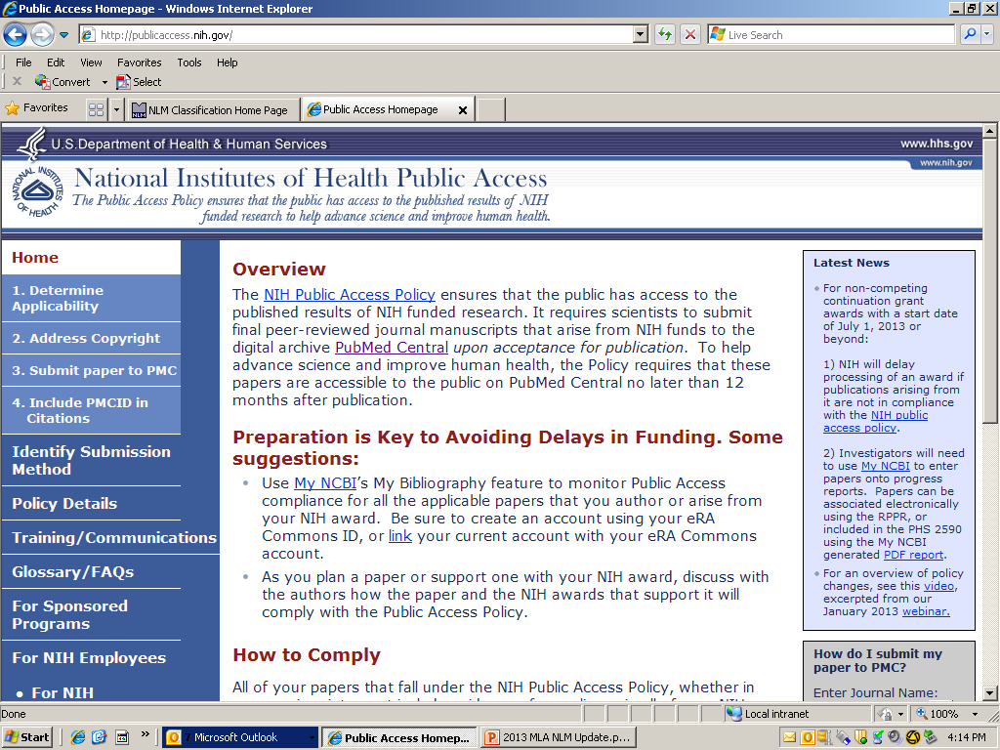 Public Access Homepage - Windows Internet Explorer
http://publicaccess.nih.gov/
Live Search
File Edit View Favorites Tools Help
x Convert Select
Favorites
NLM Classification Home Page
Public Access Homepage
U.S.Department of Health & Human Services
www.hhs.gov
www.nih.gov
NATIONAL INSTITUTES OF HEALTH
National Institutes of Health Public Access
The Public Access Policy ensures that the public has access to the published results of NIH
funded research to help advance science and improve human health.
Home
1. Determine
Applicability
2. Address Copyright
3. Submit paper to PMC
4. Include PMCID in
Citations
Identify Submission
Method
Policy Details
Training/Communications
Glossary/FAQs
For Sponsored
Programs
For NIH Employees
• For NIH
Overview
The NIH Public Access Policy ensures that the public has access to the
published results of NIH funded research. It requires scientists to submit
final peer-reviewed journal manuscripts that arise from NIH funds to the
digital archive PubMed Central upon acceptance for publication. To help
advance science and improve human health, the Policy requires that these
papers are accessible to the public on PubMed Central no later than 12
months after publication.
Preparation is Key to Avoiding Delays in Funding. Some
suggestions:
• Use My NCBI's My Bibliography feature to monitor Public Access
compliance for all the applicable papers that you author or arise from
your NIH award. Be sure to create an account using your eRA
Commons ID, or link your current account with your eRA Commons
account.
• As you plan a paper or support one with your NIH award, discuss with
the authors how the paper and the NIH awards that support it will
comply with the Public Access Policy.
How to Comply
All of your papers that fall under the NIH Public Access Policy, whether in
Latest News
• For non-competing
continuation grant
awards with a start date
of July 1, 2013 or
beyond:
1) NIH will delay
processing of an award if
publications arising from
it are not in compliance
with the NIH public
access policy.
2) Investigators will need
to use My NCBI to enter
papers onto progress
reports. Papers can be
associated electronically
using the RPPR, or
included in the PHS 2590
using the My NCBI
generated PDF report.
• For an overview of policy
changes, see this video,
excerpted from our
January 2013 webinar.
How do I submit my
paper to PMC?
Enter Journal Name:
Done
Local intranet
100%
Start
»
7 Microsoft Outlook
Public Access Homep...
2013 MLA NLM Update.p...
4:14 PM